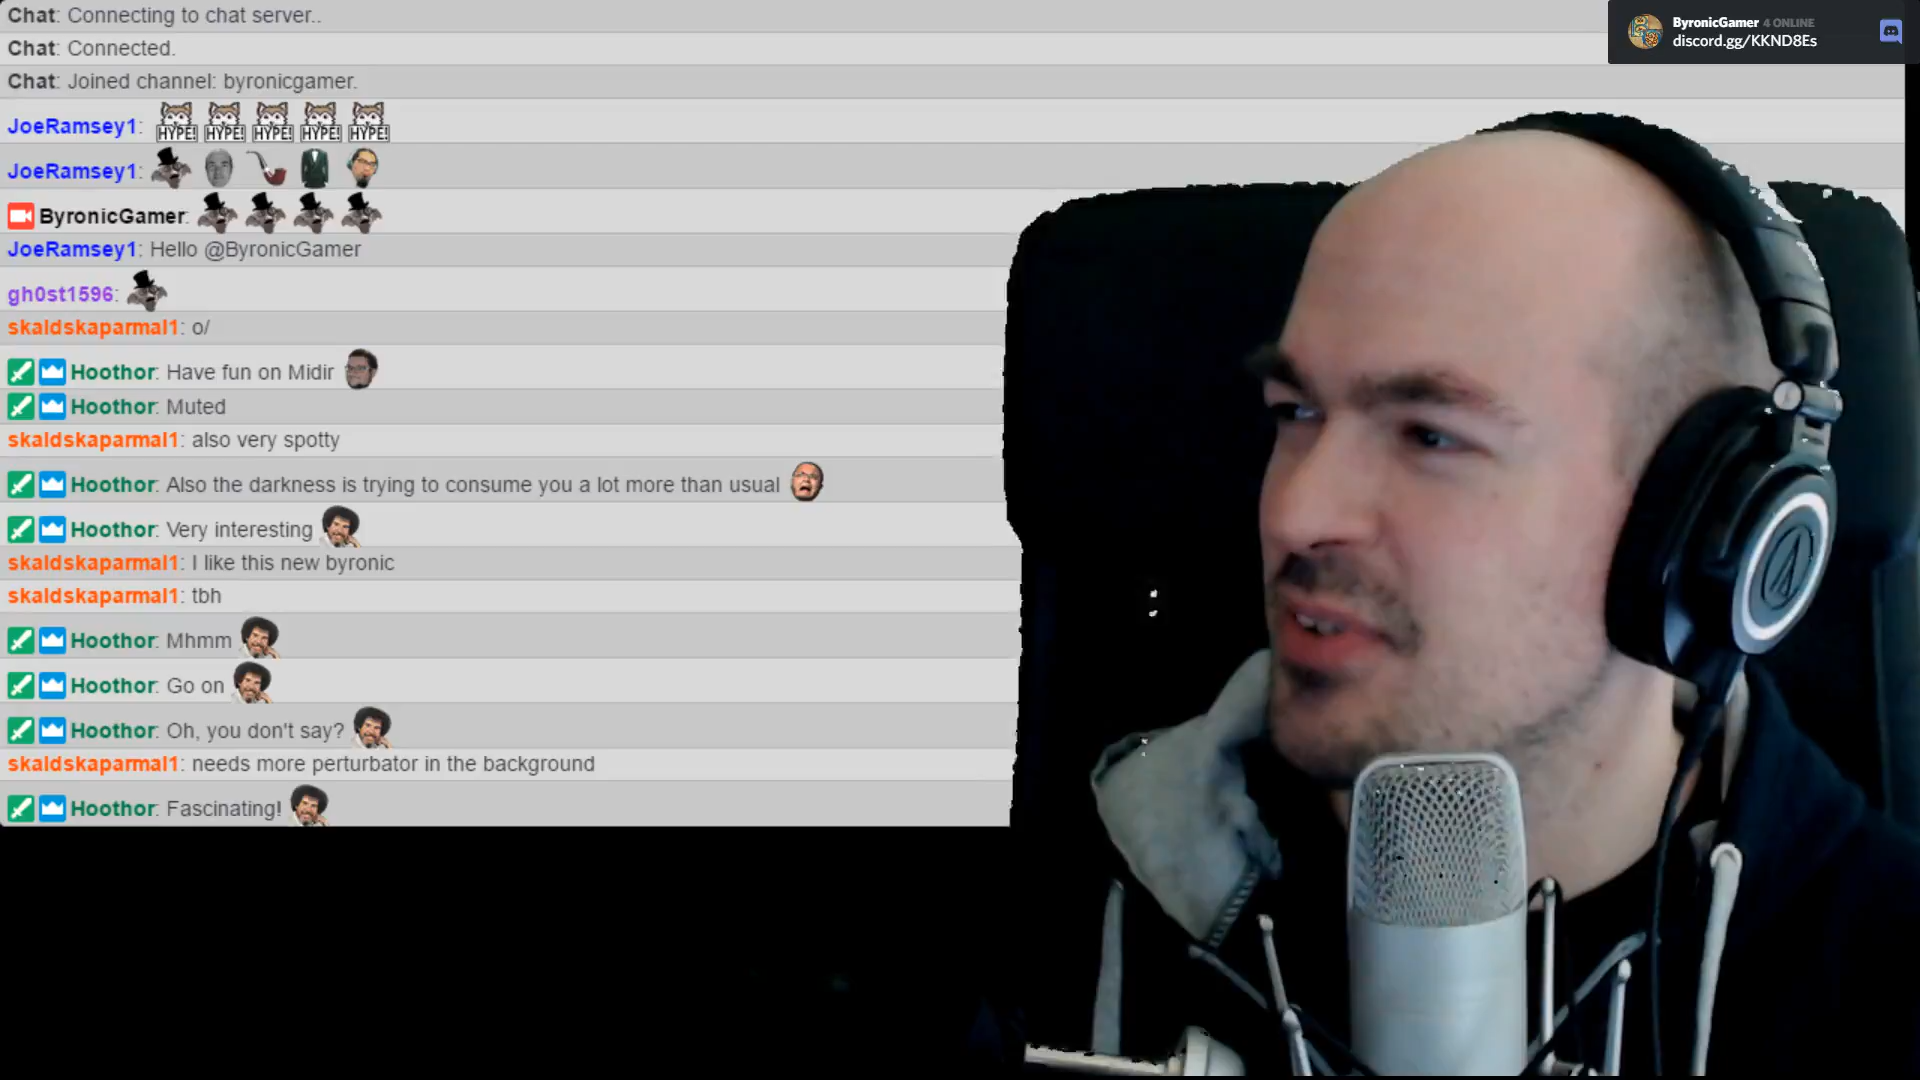 Chat: Connecting to chat server..
Chat: Connected.
Chat: Joined channel: byronicgamer.
JoeRamsey1: HYPE! HYPE! HYPE! HYPE! HYPE!
JoeRamsey1:
ByronicGamer:
JoeRamsey1: Hello @ByronicGamer
gh0st1596:
skaldskaparmal1: o/
Hoothor: Have fun on Midir
Hoothor: Muted
skaldskaparmal1: also very spotty
Hoothor: Also the darkness is trying to consume you a lot more than usual
Hoothor: Very interesting
skaldskaparmal1: I like this new byronic
skaldskaparmal1: tbh
Hoothor: Mhmm
Hoothor: Go on
Hoothor: Oh, you don't say?
skaldskaparmal1: needs more perturbator in the background
Hoothor: Fascinating!
ByronicGamer 4 ONLINE
discord.gg/KKND8Es